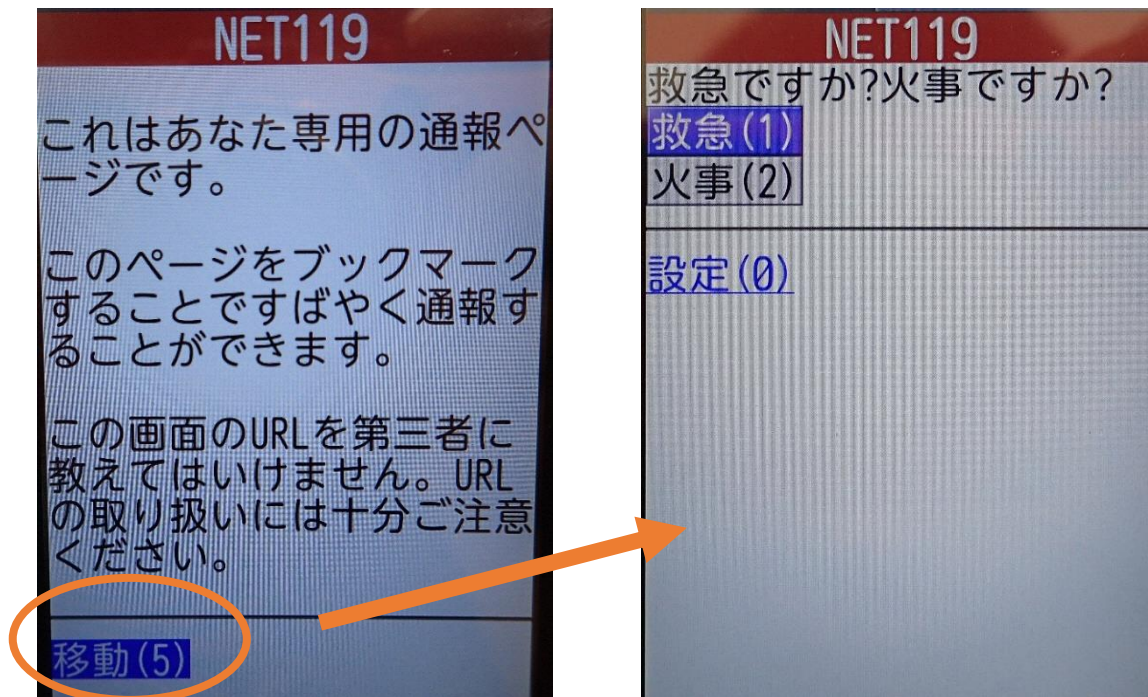 NET119
これはあなた専用の通報ペ
ージです。
このページをブックマーク
することですばやく通報す
ることができます。
この画面のURLを第三者に
教えてはいけません。URL
の取り扱いには十分ご注意
ください。
移動(5)
NET119
救急ですか?火事ですか?
救急(1)
火事(2)
設定(0)